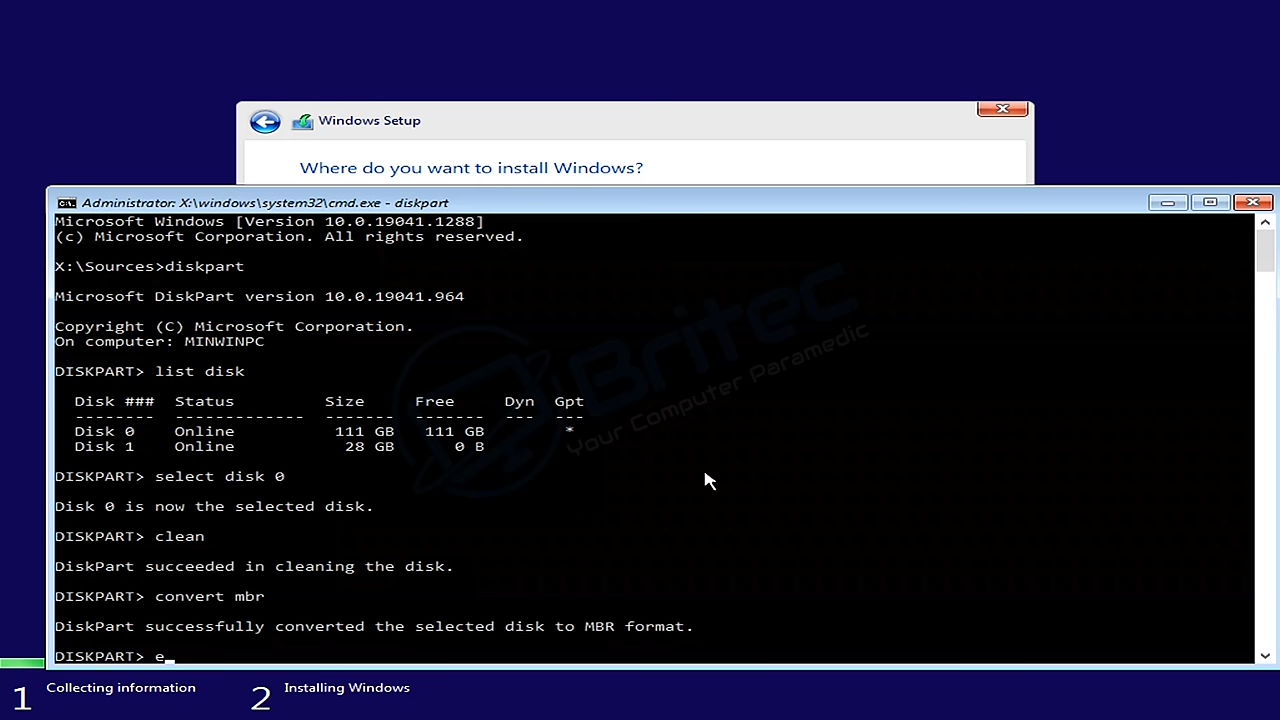 Windows Setup
Where do you want to install Windows?
Administrator: X:\windows\system32\cmd.exe - diskpart
Microsoft Windows [Version 10.0.19041.1288]
(c) Microsoft Corporation. All rights reserved.
X:\Sources>diskpart
Microsoft DiskPart version 10.0.19041.964
Copyright (C) Microsoft Corporation.
On computer: MINWINPC
DISKPART> list disk
Disk ### Status Size Free Dyn Gpt
-------- ------------- ------- ------- --- ---
Disk 0 Online 111 GB 111 GB *
Disk 1 Online 28 GB 0 B
DISKPART> select disk 0
Disk 0 is now the selected disk.
DISKPART> clean
DiskPart succeeded in cleaning the disk.
DISKPART> convert mbr
DiskPart successfully converted the selected disk to MBR format.
DISKPART> e_
Britec
Your Computer Paramedic
1 Collecting information
2 Installing Windows